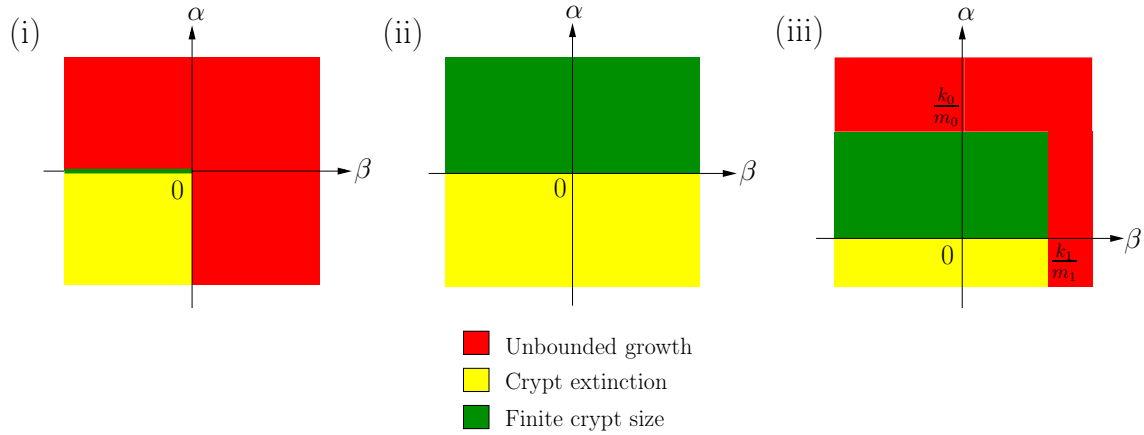 (i)
α
β
0
(ii)
α
β
0
(iii)
α
k₀/m₀
β
0
k₁/m₁
Unbounded growth
Crypt extinction
Finite crypt size